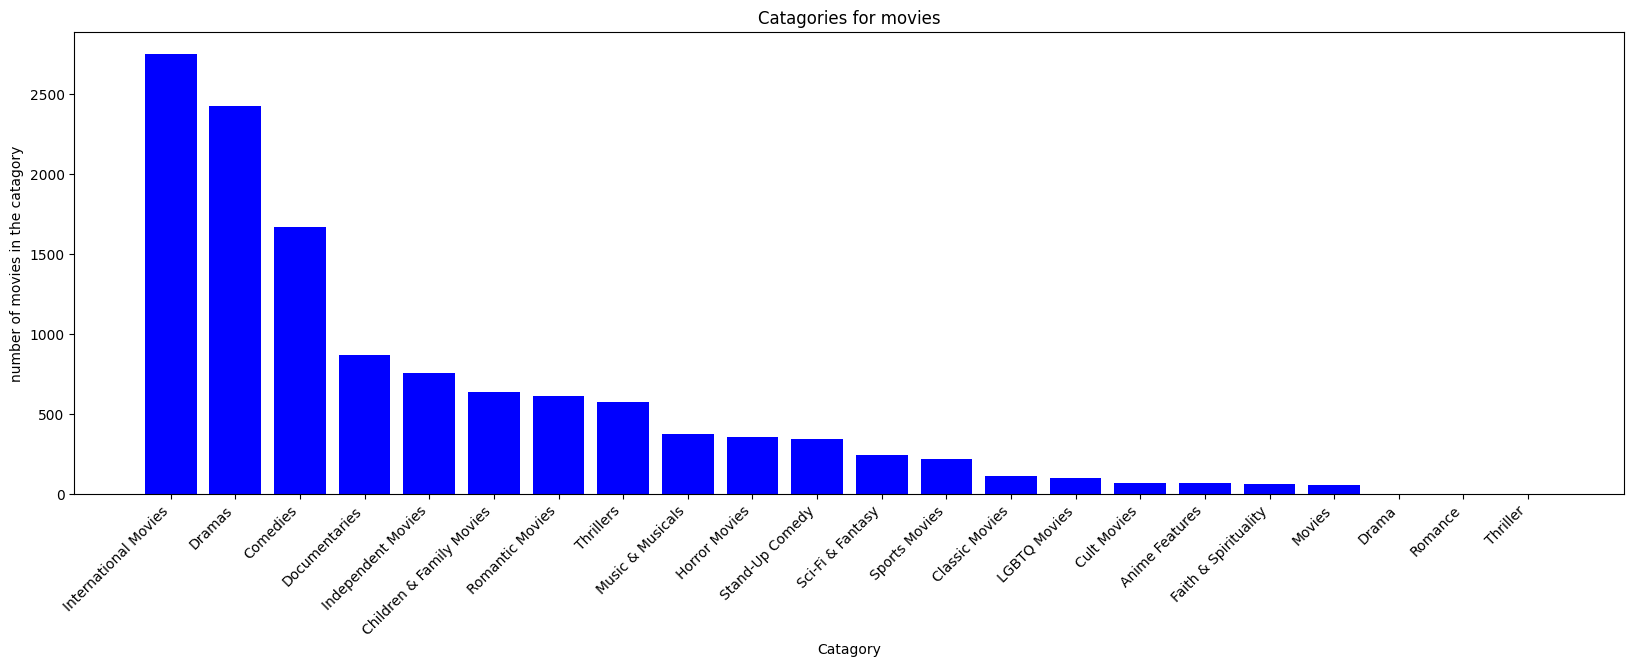 Catagories for movies
number of movies in the catagory
2500
2000
1500
1000
500
0
International Movies
Dramas
Comedies
Documentaries
Independent Movies
Children & Family Movies
Romantic Movies
Thrillers
Music & Musicals
Horror Movies
Stand-Up Comedy
Sci-Fi & Fantasy
Sports Movies
Classic Movies
LGBTQ Movies
Cult Movies
Anime Features
Faith & Spirituality
Movies
Drama
Romance
Thriller
Catagory